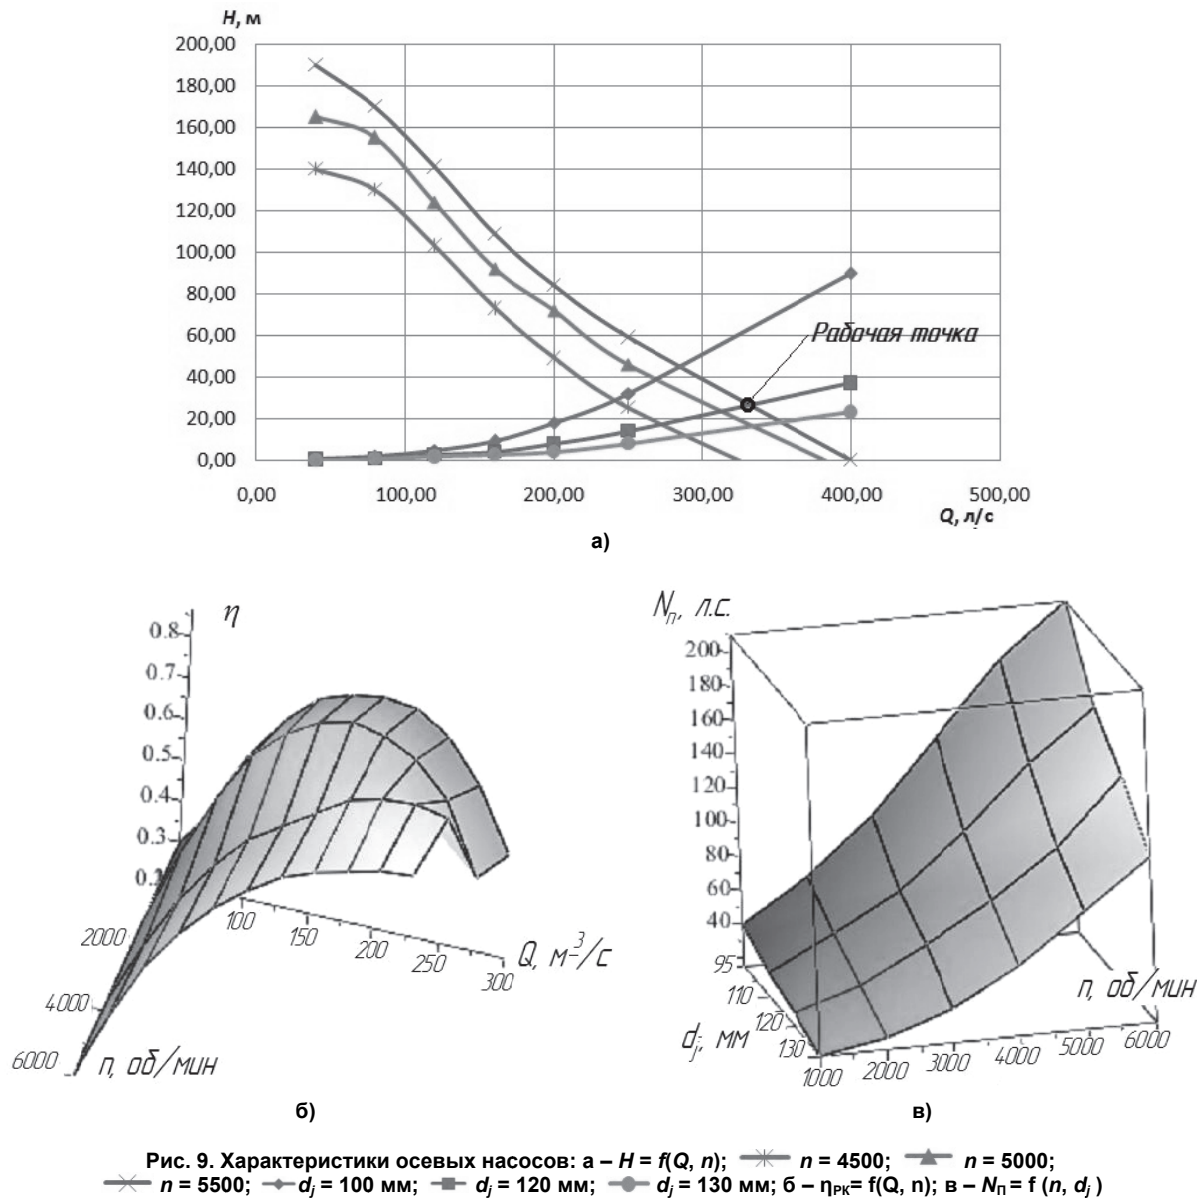 H, м
200,00
180,00
160,00
140,00
120,00
100,00
80,00
60,00
40,00
20,00
0,00
Рабочая точка
0,00 100,00 200,00 300,00 400,00 500,00
Q, л/с
а)
η
0.8
0.7
0.6
0.5
0.4
0.3
0.2
2000
4000
6000
n, об/мин
100 150 200 250 300
Q, м³/с
б)
Nп, л.с.
200
180
160
140
120
100
80
60
40
95
110
120
130
dj, мм
1000 2000 3000 4000 5000 6000
n, об/мин
в)
Рис. 9. Характеристики осевых насосов: а – H = f(Q, n); n = 4500; n = 5000;
n = 5500; dj = 100 мм; dj = 120 мм; dj = 130 мм; б – ηРК= f(Q, n); в – NП = f (n, dj )